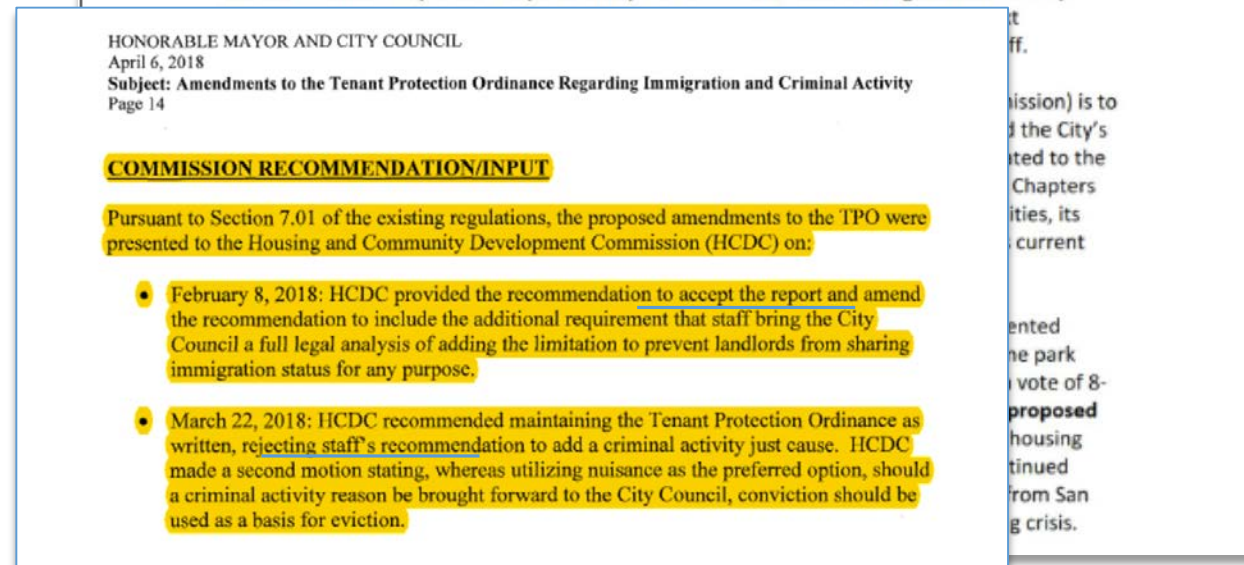 HONORABLE MAYOR AND CITY COUNCIL
April 6, 2018
Subject: Amendments to the Tenant Protection Ordinance Regarding Immigration and Criminal Activity
Page 14
COMMISSION RECOMMENDATION/INPUT
Pursuant to Section 7.01 of the existing regulations, the proposed amendments to the TPO were
presented to the Housing and Community Development Commission (HCDC) on:
• February 8, 2018: HCDC provided the recommendation to accept the report and amend
the recommendation to include the additional requirement that staff bring the City
Council a full legal analysis of adding the limitation to prevent landlords from sharing
immigration status for any purpose.
• March 22, 2018: HCDC recommended maintaining the Tenant Protection Ordinance as
written, rejecting staff's recommendation to add a criminal activity just cause. HCDC
made a second motion stating, whereas utilizing nuisance as the preferred option, should
a criminal activity reason be brought forward to the City Council, conviction should be
used as a basis for eviction.
ff.
ission) is to
the City's
ted to the
Chapters
ities, its
current
ented
park
vote of 8-
proposed
housing
tinued
from San
g crisis.